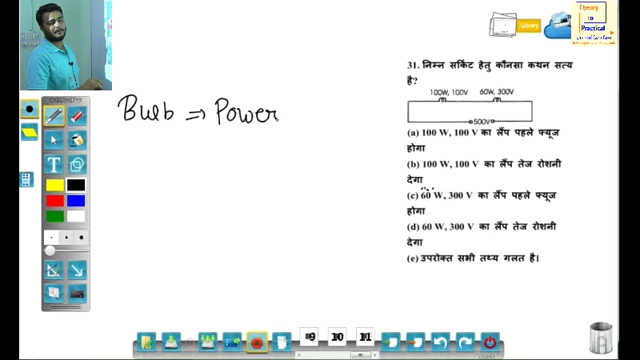 Theory
to
Practical
Library
31. निम्न सर्किट हेतु कौनसा कथन सत्य
है?
100W, 100V 60W, 300V
500V
Bulb ⇒ Power
(a) 100 W, 100 V का लैंप पहले फ्यूज
होगा
(b) 100 W, 100 V का लैंप तेज रोशनी
देगा
(c) 60 W, 300 V का लैंप पहले फ्यूज
होगा
(d) 60 W, 300 V का लैंप तेज रोशनी
देगा
(e) उपरोक्त सभी तथ्य गलत है।
T
9 10 11